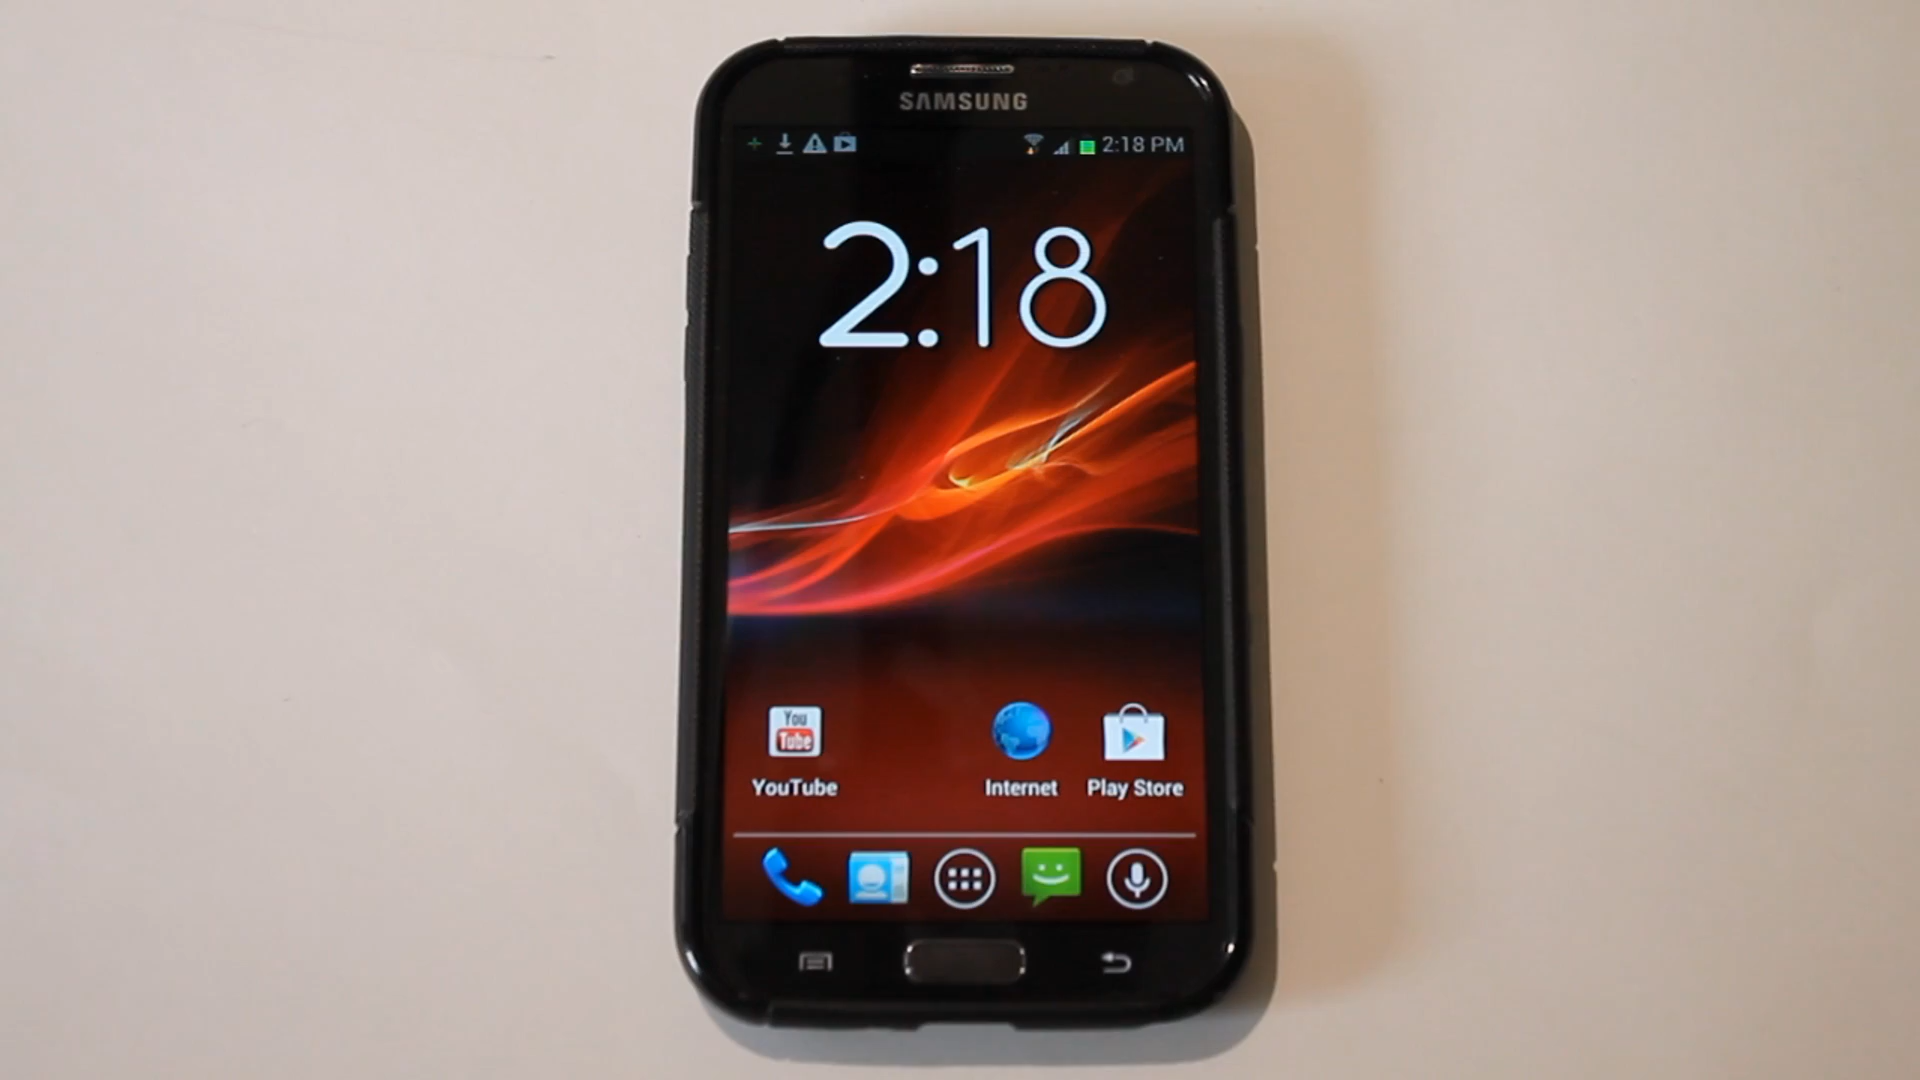 SAMSUNG
2:18 PM
2:18
You
Tube
YouTube
Internet
Play Store